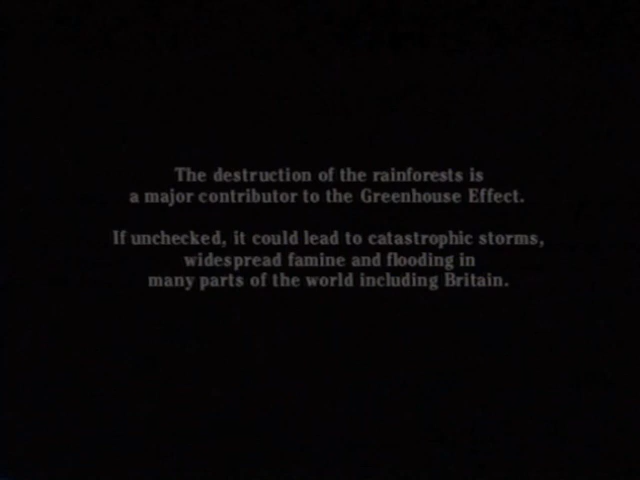 The destruction of the rainforests is
a major contributor to the Greenhouse Effect.
If unchecked, it could lead to catastrophic storms,
widespread famine and flooding in
many parts of the world including Britain.